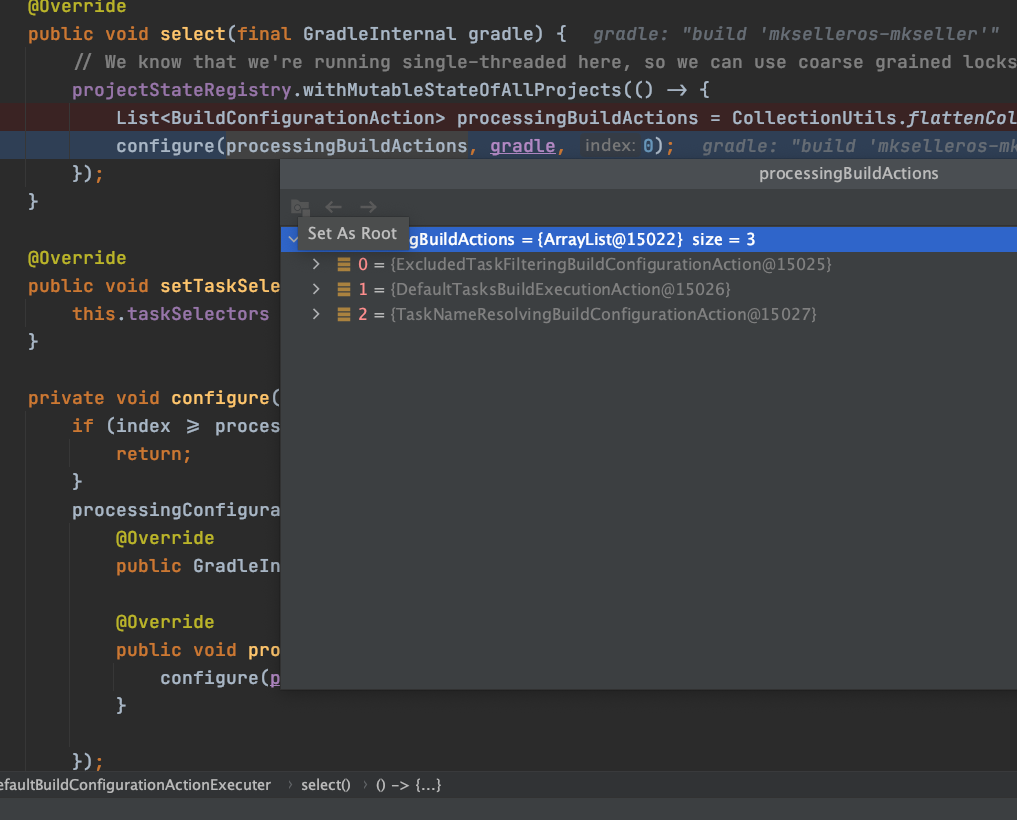 @Override
public void select(final GradleInternal gradle) {  gradle: "build 'mkselleros-mkseller'"
// We know that we're running single-threaded here, so we can use coarse grained locks
projectStateRegistry.withMutableStateOfAllProjects(() -> {
List<BuildConfigurationAction> processingBuildActions = CollectionUtils.flattenCol
configure(processingBuildActions, gradle, index: 0);  gradle: "build 'mkselleros-mk
});
processingBuildActions
}
Set As Root
gBuildActions = {ArrayList@15022} size = 3
@Override
0 = {ExcludedTaskFilteringBuildConfigurationAction@15025}
public void setTaskSele
1 = {DefaultTasksBuildExecutionAction@15026}
this.taskSelectors
2 = {TaskNameResolvingBuildConfigurationAction@15027}
}
private void configure(
if (index >= proces
return;
}
processingConfigura
@Override
public GradleIn
@Override
public void pro
configure(p
}
});
efaultBuildConfigurationActionExecuter › select() › () -> {...}